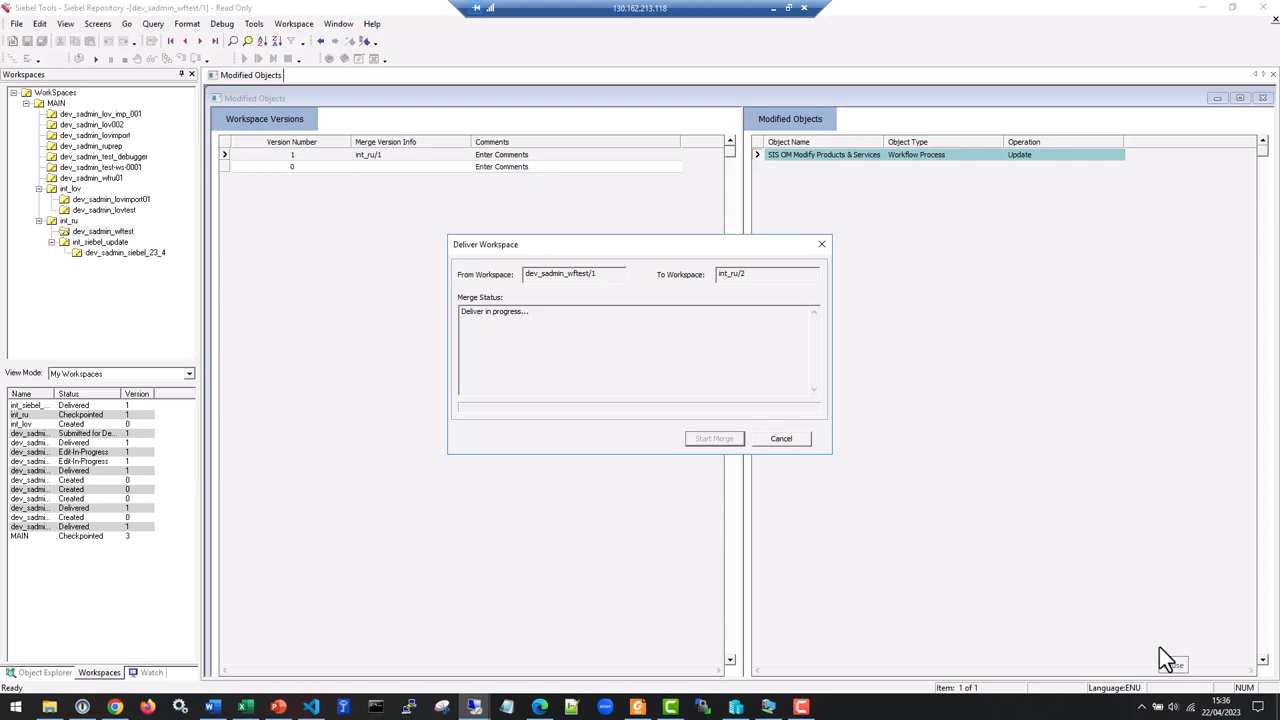 Siebel Tools - Siebel Repository -[dev_sadmin_wftest/1] : Read Only
130.162.213.118
File Edit View Screens Go Query Format Debug Tools Workspace Window Help
Workspaces
Modified Objects
WorkSpaces
MAIN
dev_sadmin_lov_imp_001
dev_sadmin_lov002
dev_sadmin_lovimport
dev_sadmin_ruprep
dev_sadmin_test_debugger
dev_sadmin_test-ws-0001
dev_sadmin_wfru01
int_lov
dev_sadmin_lovimport01
dev_sadmin_lovtest
int_ru
dev_sadmin_wftest
int_siebel_update
dev_sadmin_siebel_23_4
View Mode: My Workspaces
Name Status Version
int_siebel_... Delivered 1
int_ru Checkpointed 1
int_lov Created 0
dev_sadmi... Submitted for De... 1
dev_sadmi... Delivered 1
dev_sadmi... Edit-In-Progress 1
dev_sadmi... Edit-In-Progress 1
dev_sadmi... Delivered 1
dev_sadmi... Created 0
dev_sadmi... Created 0
dev_sadmi... Created 0
dev_sadmi... Delivered 1
dev_sadmi... Created 0
dev_sadmi... Delivered 1
MAIN Checkpointed 3
Object Explorer Workspaces Watch
Modified Objects
Workspace Versions
Version Number Merge Version Info Comments
1 int_ru/1 Enter Comments
0 Enter Comments
Modified Objects
Object Name Object Type Operation
SIS OM Modify Products & Services Workflow Process Update
Deliver Workspace
From Workspace: dev_sadmin_wftest/1 To Workspace: int_ru/2
Merge Status:
Deliver in progress...
Start Merge Cancel
Ready
Item: 1 of 1
Language:ENU
NUM
15:36
22/04/2023